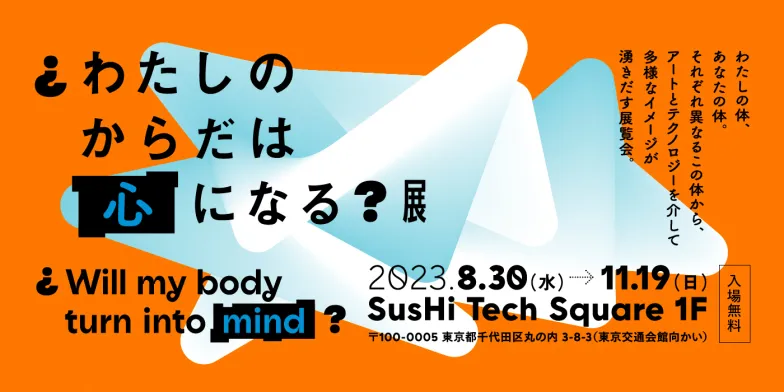 ¿わたしの
からだは
心になる?展
わたしの体、
あなたの体。
それぞれ異なるこの体から、
アートとテクノロジーを介して
多様なイメージが
湧きだす展覧会。
¿Will my body
turn into mind?
2023.8.30(水)→11.19(日)
SusHi Tech Square 1F
〒100-0005 東京都千代田区丸の内 3-8-3(東京交通会館向かい)
入場無料